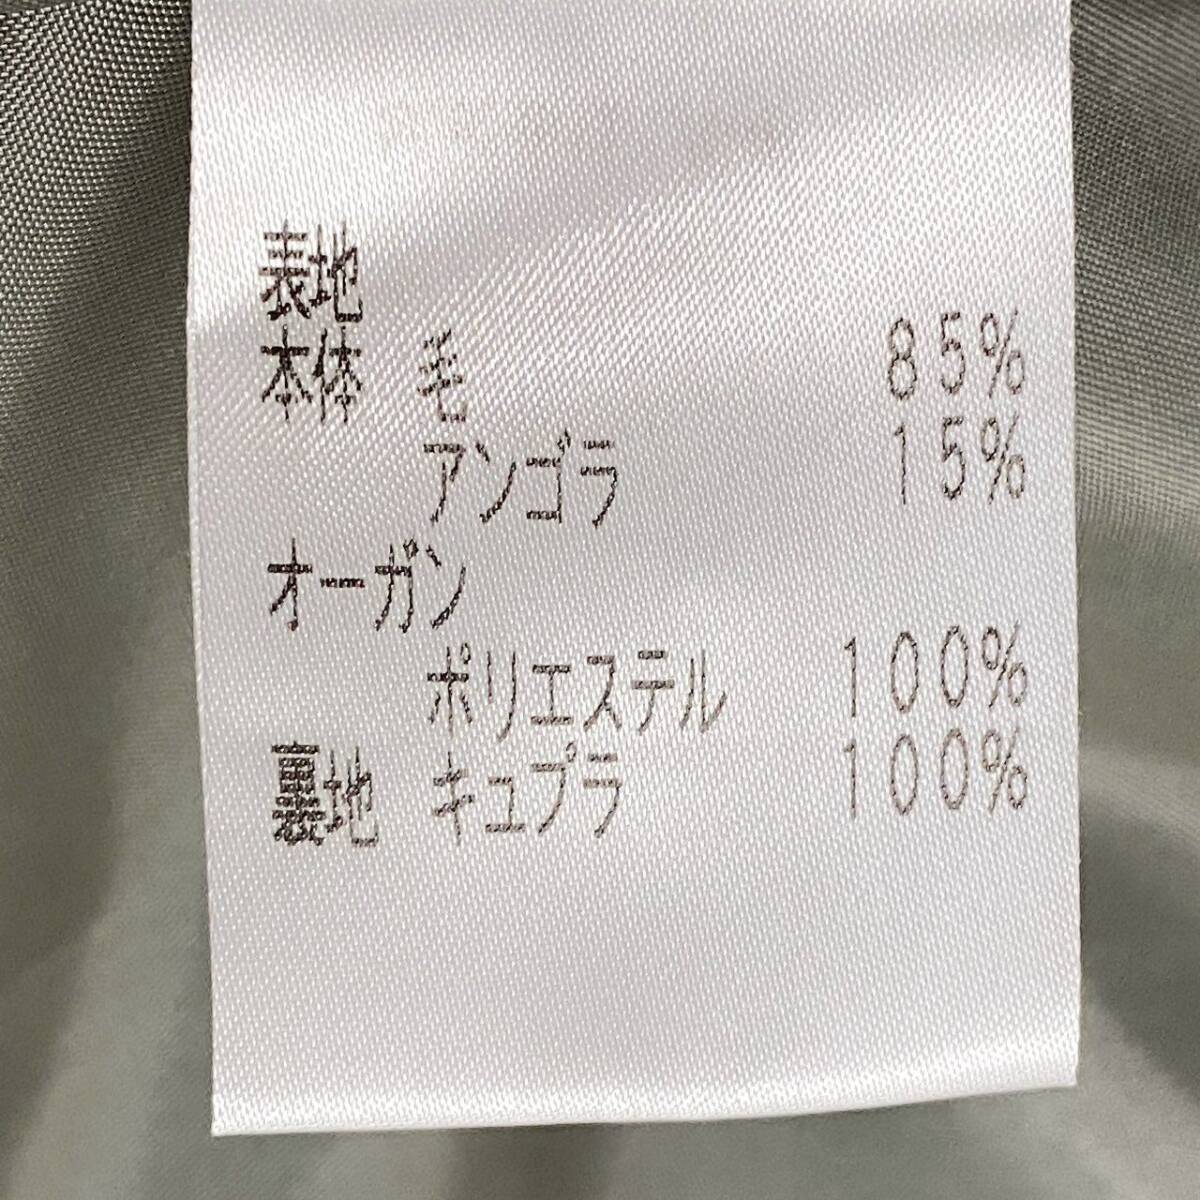 表地
本体 毛 85%
アンゴラ 15%
オーガン
ポリエステル 100%
裏地 キュプラ 100%